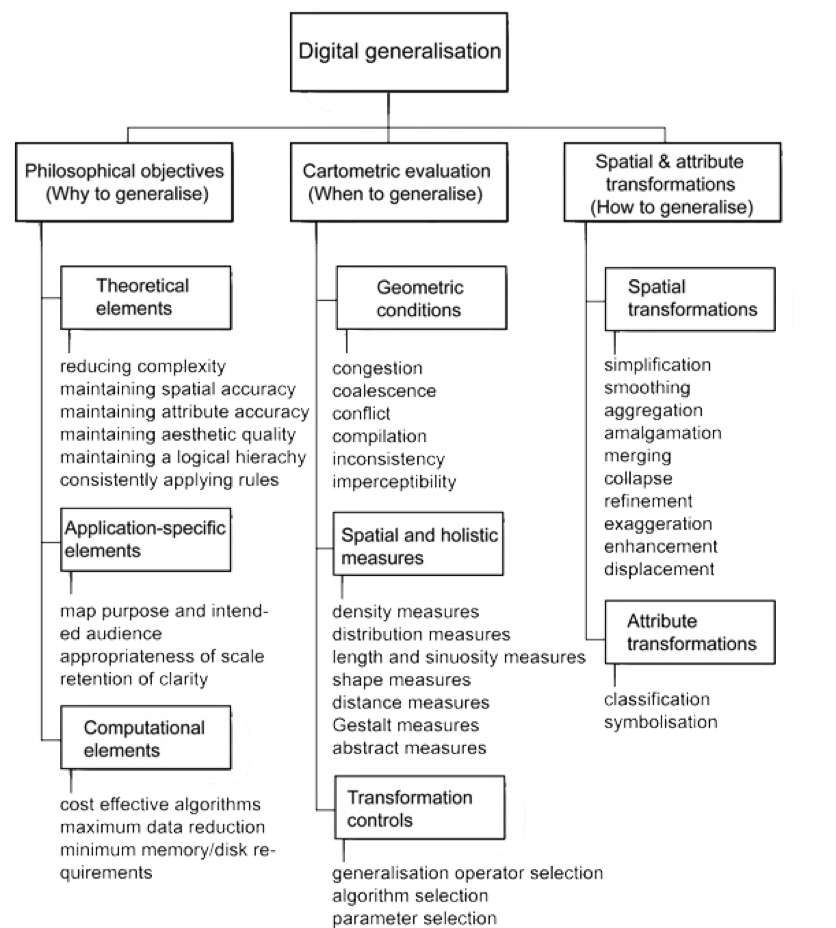 Digital generalisation
Philosophical objectives
(Why to generalise)
Theoretical
elements
reducing complexity
maintaining spatial accuracy
maintaining attribute accuracy
maintaining aesthetic quality
maintaining a logical hierachy
consistently applying rules
Application-specific
elements
map purpose and intend-
ed audience
appropriateness of scale
retention of clarity
Computational
elements
cost effective algorithms
maximum data reduction
minimum memory/disk re-
quirements
Cartometric evaluation
(When to generalise)
Geometric
conditions
congestion
coalescence
conflict
compilation
inconsistency
imperceptibility
Spatial and holistic
measures
density measures
distribution measures
length and sinuosity measures
shape measures
distance measures
Gestalt measures
abstract measures
Transformation
controls
generalisation operator selection
algorithm selection
parameter selection
Spatial & attribute
transformations
(How to generalise)
Spatial
transformations
simplification
smoothing
aggregation
amalgamation
merging
collapse
refinement
exaggeration
enhancement
displacement
Attribute
transformations
classification
symbolisation